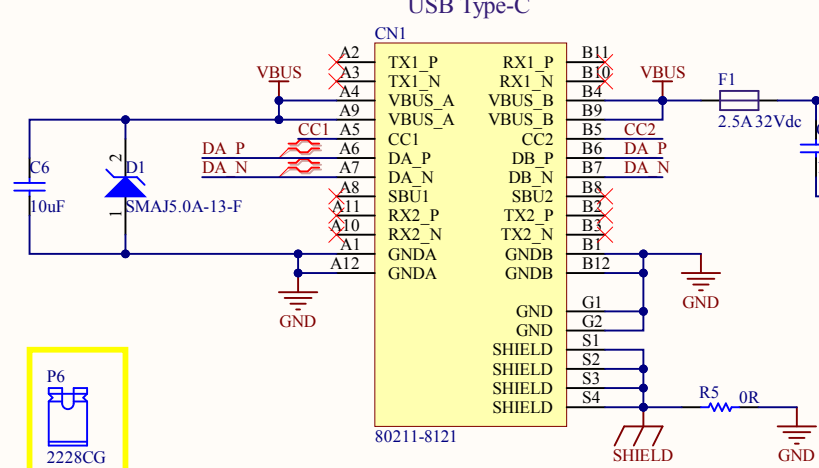 USB Type-C
CN1
A2 TX1_P RX1_P B11
A3 TX1_N RX1_N B10
VBUS A4 VBUS_A VBUS_B B4 VBUS F1
A9 VBUS_A VBUS_B B9 2.5A 32Vdc
CC1 A5 CC1 CC2 B5 CC2
DA_P A6 DA_P DB_P B6 DA_P
DA_N A7 DA_N DB_N B7 DA_N
C6 2 D1 A8 SBU1 SBU2 B8
10uF 1 SMAJ5.0A-13-F A11 RX2_P TX2_P B2
A10 RX2_N TX2_N B3
A1 GNDA GNDB B1
A12 GNDA GNDB B12
GND GND
GND G1
GND G2
SHIELD S1
SHIELD S2
SHIELD S3
SHIELD S4
R5 0R
P6
2228CG
80211-8121
SHIELD
GND